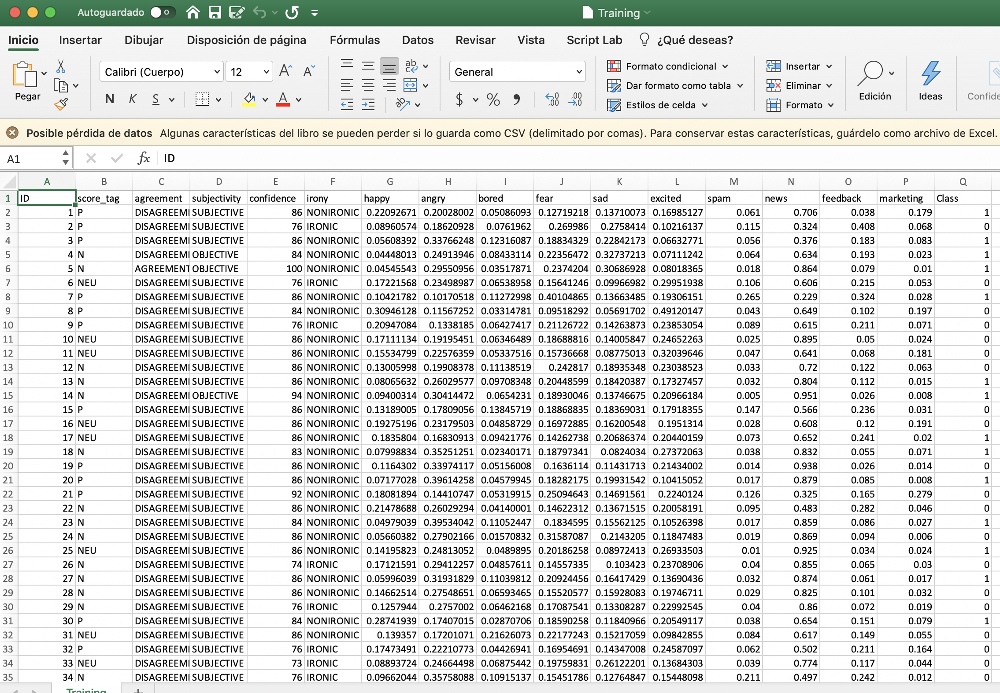 Autoguardado Training
Inicio Insertar Dibujar Disposición de página Fórmulas Datos Revisar Vista Script Lab ¿Qué deseas?
Pegar Calibri (Cuerpo) 12 General Formato condicional Insertar
Dar formato como tabla Eliminar
N K S Estilos de celda Formato Edición Ideas
Posible pérdida de datos Algunas características del libro se pueden perder si lo guarda como CSV (delimitado por comas). Para conservar estas características, guárdelo como archivo de Excel.
A1 fx ID
A B C D E F G H I J K L M N O P Q
1 ID score_tag agreement subjectivity confidence irony happy angry bored fear sad excited spam news feedback marketing Class
2 1 P DISAGREEM SUBJECTIVE 86 NONIRONIC 0.22092671 0.20028002 0.05086093 0.12719218 0.13710073 0.16985127 0.061 0.706 0.038 0.179 1
3 2 P DISAGREEM SUBJECTIVE 76 IRONIC 0.08960574 0.18620928 0.0761962 0.269986 0.2758414 0.10216137 0.115 0.324 0.408 0.068 0
4 3 P DISAGREEM SUBJECTIVE 86 NONIRONIC 0.05608392 0.33766248 0.12316087 0.18834329 0.22842173 0.06632771 0.056 0.376 0.183 0.083 1
5 4 N DISAGREEM OBJECTIVE 84 NONIRONIC 0.04448013 0.24913946 0.08433114 0.22356472 0.32737213 0.07111242 0.064 0.634 0.193 0.023 1
6 5 N AGREEMENT OBJECTIVE 100 NONIRONIC 0.04545543 0.29550956 0.03517871 0.2374204 0.30686928 0.08018365 0.018 0.864 0.079 0.01 1
7 6 NEU DISAGREEM SUBJECTIVE 76 IRONIC 0.17221568 0.23498987 0.06538958 0.15641246 0.09966982 0.29951938 0.106 0.606 0.215 0.053 0
8 7 P DISAGREEM SUBJECTIVE 86 NONIRONIC 0.10421782 0.10170518 0.11272998 0.40104865 0.13663485 0.19306151 0.265 0.229 0.324 0.028 1
9 8 P DISAGREEM SUBJECTIVE 84 NONIRONIC 0.30946128 0.11567252 0.03314781 0.09518292 0.05691702 0.49120147 0.043 0.649 0.102 0.197 0
10 9 P DISAGREEM SUBJECTIVE 76 IRONIC 0.20947084 0.1338185 0.06427417 0.21126722 0.14263873 0.23853054 0.089 0.615 0.211 0.071 0
11 10 NEU DISAGREEM SUBJECTIVE 86 NONIRONIC 0.17111134 0.19195451 0.06346489 0.18688816 0.14005847 0.24652263 0.025 0.895 0.05 0.024 0
12 11 NEU DISAGREEM SUBJECTIVE 86 NONIRONIC 0.15534799 0.22576359 0.05337516 0.15736668 0.08775013 0.32039646 0.047 0.641 0.068 0.181 0
13 12 N DISAGREEM SUBJECTIVE 86 NONIRONIC 0.13005998 0.19908378 0.11138519 0.242817 0.18935348 0.23038523 0.033 0.72 0.122 0.063 0
14 13 N DISAGREEM SUBJECTIVE 86 NONIRONIC 0.08065632 0.26029577 0.09708348 0.20448599 0.18420387 0.17327457 0.032 0.804 0.112 0.015 1
15 14 N DISAGREEM OBJECTIVE 94 NONIRONIC 0.09400314 0.30414472 0.0654231 0.18930046 0.13746675 0.20966184 0.005 0.951 0.026 0.008 1
16 15 P DISAGREEM SUBJECTIVE 86 NONIRONIC 0.13189005 0.17809056 0.13845719 0.18868835 0.18369031 0.17918355 0.147 0.566 0.236 0.031 0
17 16 NEU DISAGREEM SUBJECTIVE 86 NONIRONIC 0.19275196 0.23179503 0.04858729 0.16972885 0.16200548 0.1951314 0.028 0.608 0.12 0.191 0
18 17 NEU DISAGREEM SUBJECTIVE 86 NONIRONIC 0.1835804 0.16830913 0.09421776 0.14262738 0.20686374 0.20440159 0.073 0.652 0.241 0.02 1
19 18 N DISAGREEM SUBJECTIVE 83 NONIRONIC 0.07998834 0.35251251 0.02340171 0.18797341 0.0824034 0.27372063 0.038 0.832 0.055 0.071 1
20 19 P DISAGREEM SUBJECTIVE 86 NONIRONIC 0.1164302 0.33974117 0.05156008 0.1636114 0.11431713 0.21434002 0.014 0.938 0.026 0.014 0
21 20 P DISAGREEM SUBJECTIVE 86 NONIRONIC 0.07177028 0.39614258 0.04579945 0.18282175 0.19931542 0.10415052 0.017 0.879 0.085 0.008 1
22 21 P DISAGREEM SUBJECTIVE 92 NONIRONIC 0.18081894 0.14410747 0.05319915 0.25094643 0.14691561 0.2240124 0.126 0.325 0.165 0.279 0
23 22 N DISAGREEM SUBJECTIVE 86 NONIRONIC 0.21478688 0.26029294 0.04140001 0.14622312 0.13671515 0.20058191 0.095 0.483 0.282 0.046 0
24 23 N DISAGREEM SUBJECTIVE 84 NONIRONIC 0.04979039 0.39534042 0.11052447 0.1834595 0.15562125 0.10526398 0.017 0.859 0.086 0.027 1
25 24 N DISAGREEM SUBJECTIVE 86 NONIRONIC 0.05660382 0.27902166 0.01570832 0.31587087 0.2143205 0.11847483 0.019 0.869 0.094 0.006 0
26 25 NEU DISAGREEM SUBJECTIVE 86 NONIRONIC 0.14195823 0.24813052 0.0489895 0.20186258 0.08972413 0.26933503 0.01 0.925 0.034 0.024 1
27 26 N DISAGREEM SUBJECTIVE 74 IRONIC 0.17121591 0.29412257 0.04857611 0.14557335 0.103423 0.23708906 0.04 0.855 0.065 0.03 0
28 27 N DISAGREEM SUBJECTIVE 86 NONIRONIC 0.05996039 0.31931829 0.11039812 0.20924456 0.16417429 0.13690436 0.032 0.874 0.061 0.017 1
29 28 N DISAGREEM SUBJECTIVE 86 NONIRONIC 0.14662514 0.27548651 0.06593465 0.15520577 0.15928083 0.19746711 0.029 0.825 0.101 0.032 0
30 29 N DISAGREEM SUBJECTIVE 76 IRONIC 0.1257944 0.2757002 0.06462168 0.17087541 0.13308287 0.22992545 0.04 0.86 0.072 0.019 0
31 30 P DISAGREEM SUBJECTIVE 84 NONIRONIC 0.28741939 0.17407015 0.02870706 0.18590258 0.11840966 0.20549117 0.038 0.654 0.151 0.079 1
32 31 NEU DISAGREEM SUBJECTIVE 86 NONIRONIC 0.139357 0.17201071 0.21626073 0.22177243 0.15217059 0.09842855 0.084 0.617 0.149 0.055 0
33 32 P DISAGREEM SUBJECTIVE 76 IRONIC 0.17473491 0.22210773 0.04426941 0.16954691 0.14347008 0.24587097 0.062 0.502 0.211 0.164 0
34 33 NEU DISAGREEM SUBJECTIVE 73 IRONIC 0.08893724 0.24664498 0.06875442 0.19759831 0.26122201 0.13684303 0.039 0.774 0.117 0.044 0
35 34 N DISAGREEM SUBJECTIVE 76 IRONIC 0.09662044 0.35758088 0.10915137 0.15451786 0.12764847 0.15448098 0.211 0.497 0.242 0.012 0
Training